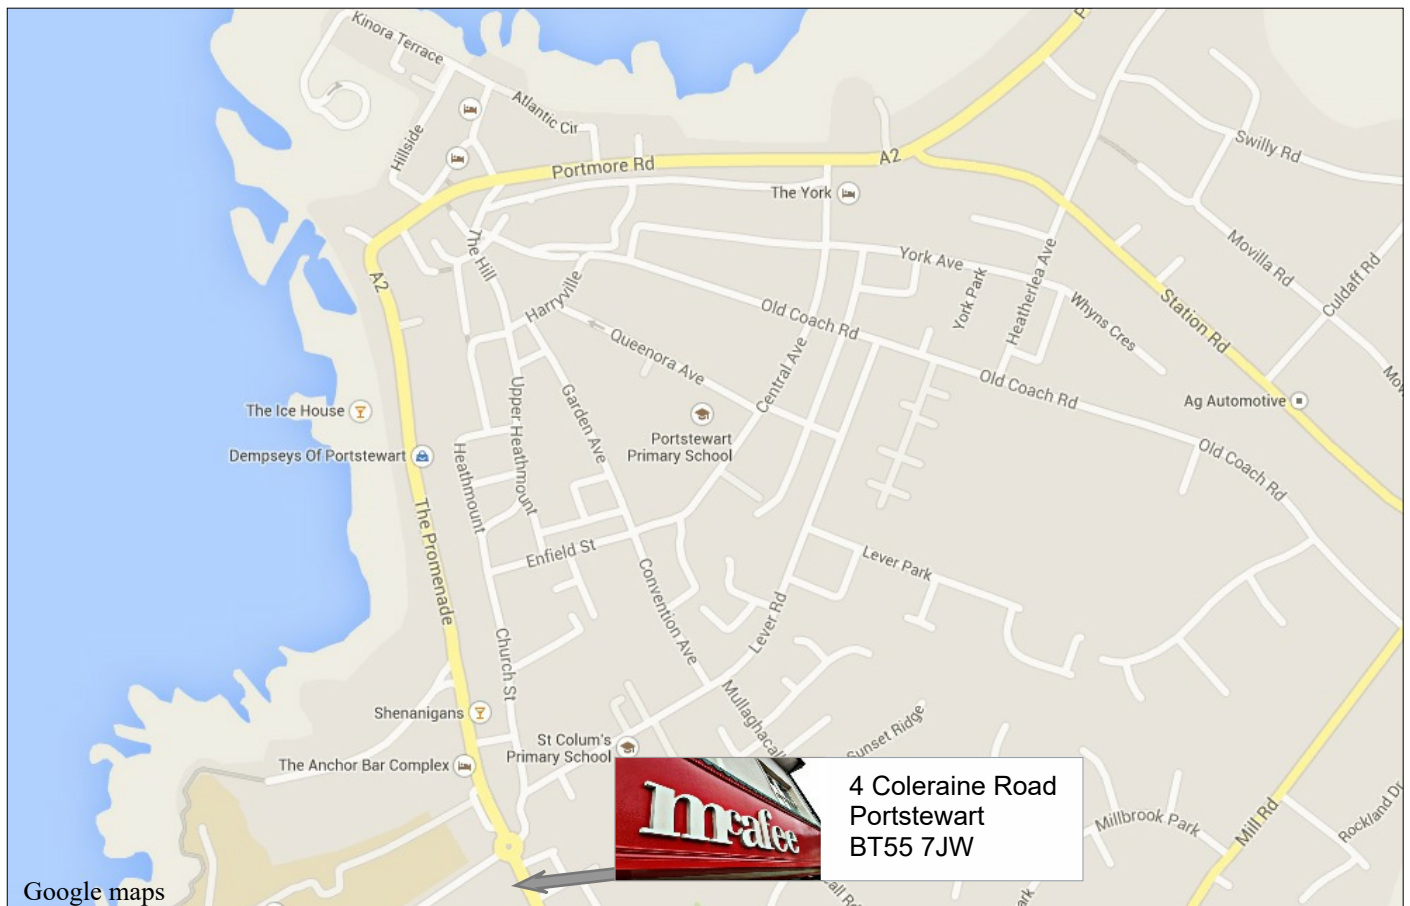 Kinora Terrace
Atlantic Cir
Hillside
Portmore Rd
A2
Swilly Rd
The York
The Hill
A2
York Ave
Movilla Rd
Culdaff Rd
Harryville
York Park
Heatherlea Ave
Old Coach Rd
Whyns Cres
Station Rd
Queenora Ave
Central Ave
Old Coach Rd
Upper Heathmount
Garden Ave
Ag Automotive
The Ice House
Portstewart
Primary School
Dempseys Of Portstewart
Heathmount
Old Coach Rd
The Promenade
Enfield St
Lever Park
Convention Ave
Lever Rd
Church St
Shenanigans
St Colum's
Primary School
The Anchor Bar Complex
Sunset Ridge
mcafee
4 Coleraine Road
Portstewart
BT55 7JW
Millbrook Park
Mill Rd
Rockland Dr
Google maps